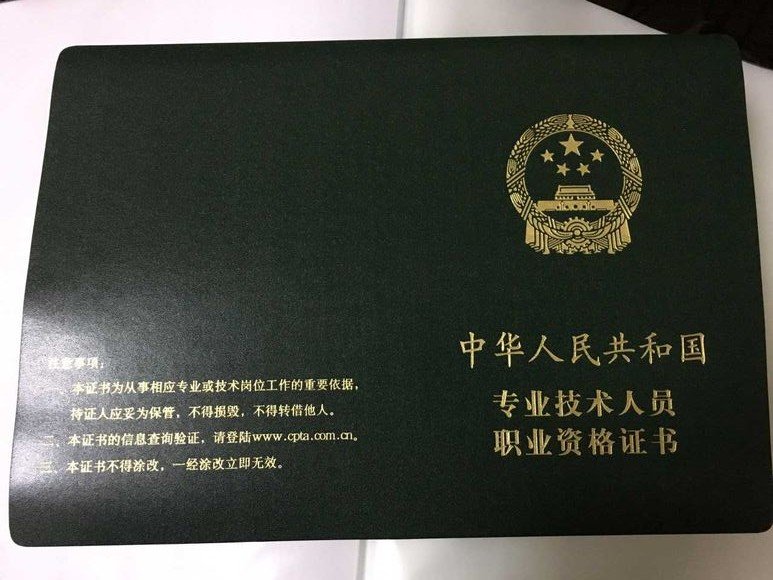 注意事项：
一、本证书为从事相应专业或技术岗位工作的重要依据，
持证人应妥为保管，不得损毁，不得转借他人。
二、本证书的信息查询验证，请登陆www.cpta.com.cn。
三、本证书不得涂改，一经涂改立即无效。
中华人民共和国
专业技术人员
职业资格证书